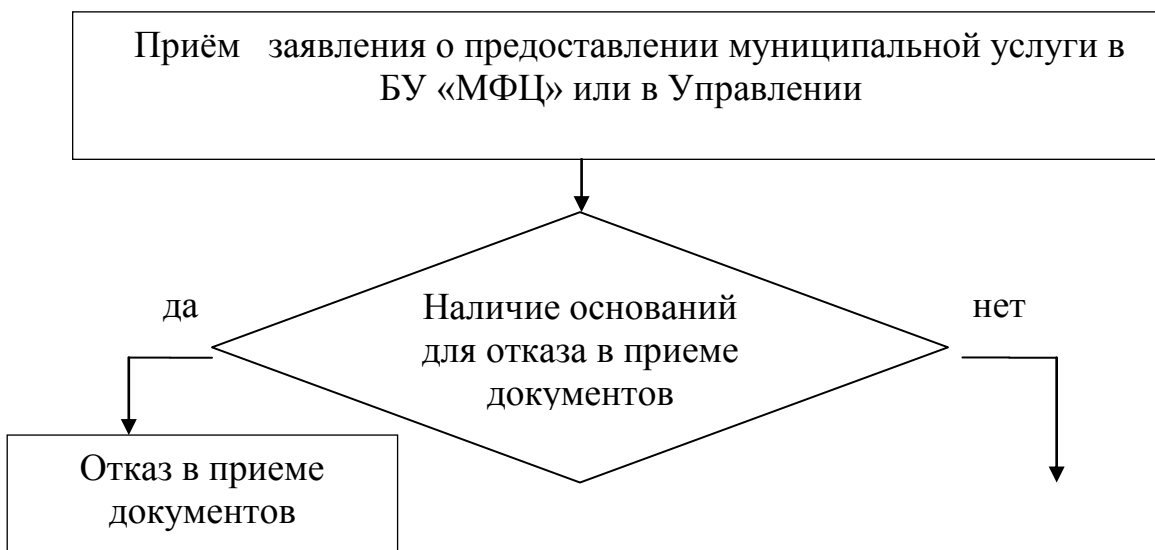 Приём заявления о предоставлении муниципальной услуги в
БУ «МФЦ» или в Управлении
да
Наличие оснований
для отказа в приеме
документов
нет
Отказ в приеме
документов